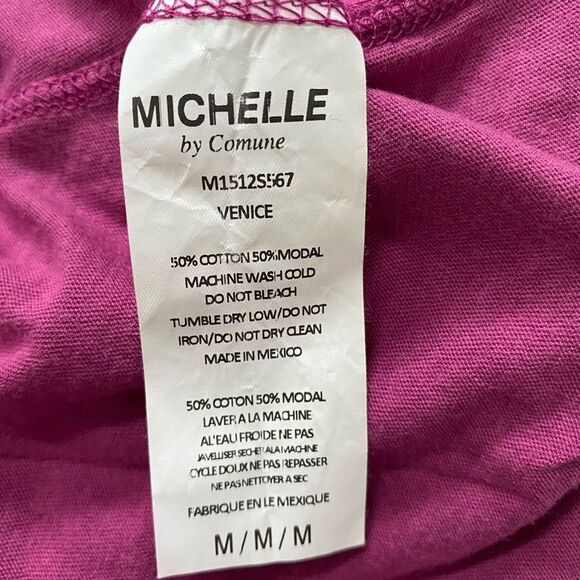 MICHELLE
by Comune
M1512S567
VENICE
50% COTTON 50% MODAL
MACHINE WASH COLD
DO NOT BLEACH
TUMBLE DRY LOW/DO NOT
IRON/DO NOT DRY CLEAN
MADE IN MEXICO
50% COTON 50% MODAL
LAVER A LA MACHINE
AL'EAU FROIDE NE PAS
JAVELLISER SECHER ALA MACHINE
CYCLE DOUX NE PAS REPASSER
NE PAS NETTOYER A SEC
FABRIQUE EN LE MEXIQUE
M / M / M